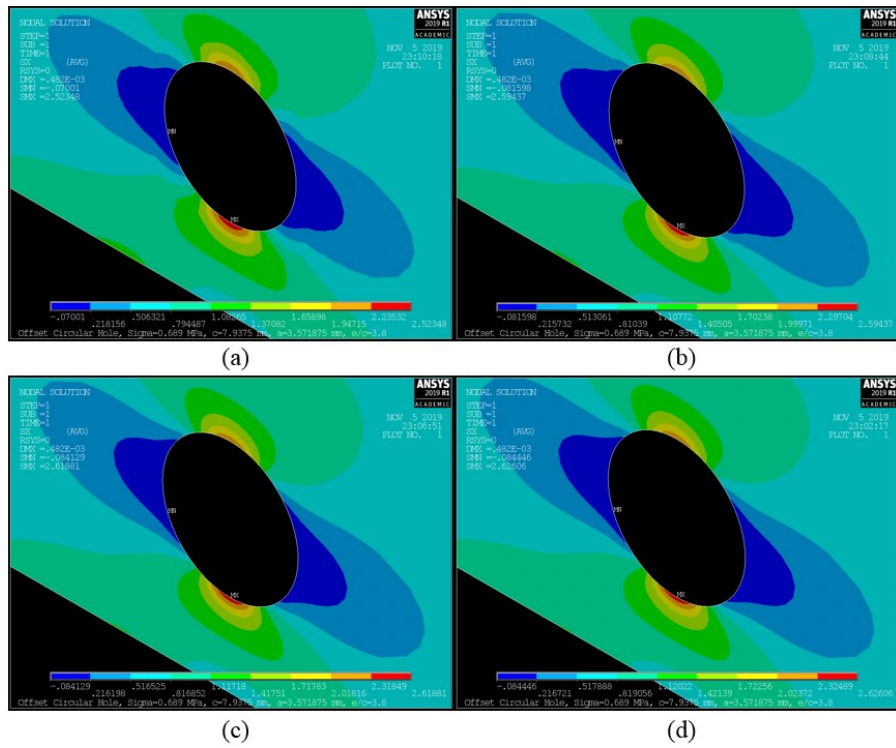 NODAL SOLUTION
STEP=1
SUB =1
TIME=1
SX (AVG)
RSYS=0
DMX =.482E-03
SMN =-.07001
SMX =2.52348
ANSYS
2019 R1
ACADEMIC
NOV 5 2019
23:10:18
PLOT NO. 1
MN
MX
-.07001 .506321 1.08265 1.65898 2.23532
.218156 .794487 1.37082 1.94715 2.52348
Offset Circular Hole, Sigma=0.689 MPa, c=7.9375 mm, a=3.571875 mm, e/c=3.8
(a)
NODAL SOLUTION
STEP=1
SUB =1
TIME=1
SX (AVG)
RSYS=0
DMX =.482E-03
SMN =-.081598
SMX =2.59437
ANSYS
2019 R1
ACADEMIC
NOV 5 2019
23:08:44
PLOT NO. 1
MN
MX
-.081598 .513061 1.10772 1.70238 2.29704
.215732 .81039 1.40505 1.99971 2.59437
Offset Circular Hole, Sigma=0.689 MPa, c=7.9375 mm, a=3.571875 mm, e/c=3.8
(b)
NODAL SOLUTION
STEP=1
SUB =1
TIME=1
SX (AVG)
RSYS=0
DMX =.482E-03
SMN =-.084129
SMX =2.61881
ANSYS
2019 R1
ACADEMIC
NOV 5 2019
23:06:51
PLOT NO. 1
MN
MX
-.084129 .516525 1.11718 1.71783 2.31849
.216198 .816852 1.41751 2.01816 2.61881
Offset Circular Hole, Sigma=0.689 MPa, c=7.9375 mm, a=3.571875 mm, e/c=3.8
(c)
NODAL SOLUTION
STEP=1
SUB =1
TIME=1
SX (AVG)
RSYS=0
DMX =.482E-03
SMN =-.084446
SMX =2.62606
ANSYS
2019 R1
ACADEMIC
NOV 5 2019
23:02:17
PLOT NO. 1
MN
MX
-.084446 .517888 1.12022 1.72256 2.32489
.216721 .819056 1.42139 2.02372 2.62606
Offset Circular Hole, Sigma=0.689 MPa, c=7.9375 mm, a=3.571875 mm, e/c=3.8
(d)